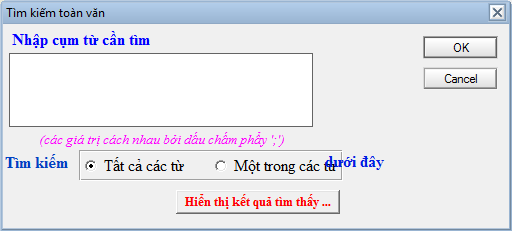 Tìm kiếm toàn văn
Nhập cụm từ cần tìm
OK
Cancel
(các giá trị cách nhau bởi dấu chấm phẩy ';')
Tìm kiếm Tất cả các từ Một trong các từ dưới đây
Hiển thị kết quả tìm thấy ...